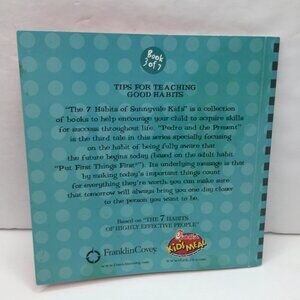 Book
3 of 7
TIPS FOR TEACHING
GOOD HABITS
"The 7 Habits of Sunnyvale Kids" is a collection
of books to help encourage your child to acquire skills
for success throughout life. "Pedro and the Present"
is the third tale in this series specially focusing
on the habit of being fully aware that
the future begins today (based on the adult habit
"Put First Things First"). Its underlying message is that
by making today's important things count
for everything they're worth, you can make sure
that tomorrow will always bring you one day closer
to the person you want to be.
Based on "THE 7 HABITS
OF HIGHLY EFFECTIVE PEOPLE"
FranklinCovey
www.franklincovey.com
KIDS MEAL